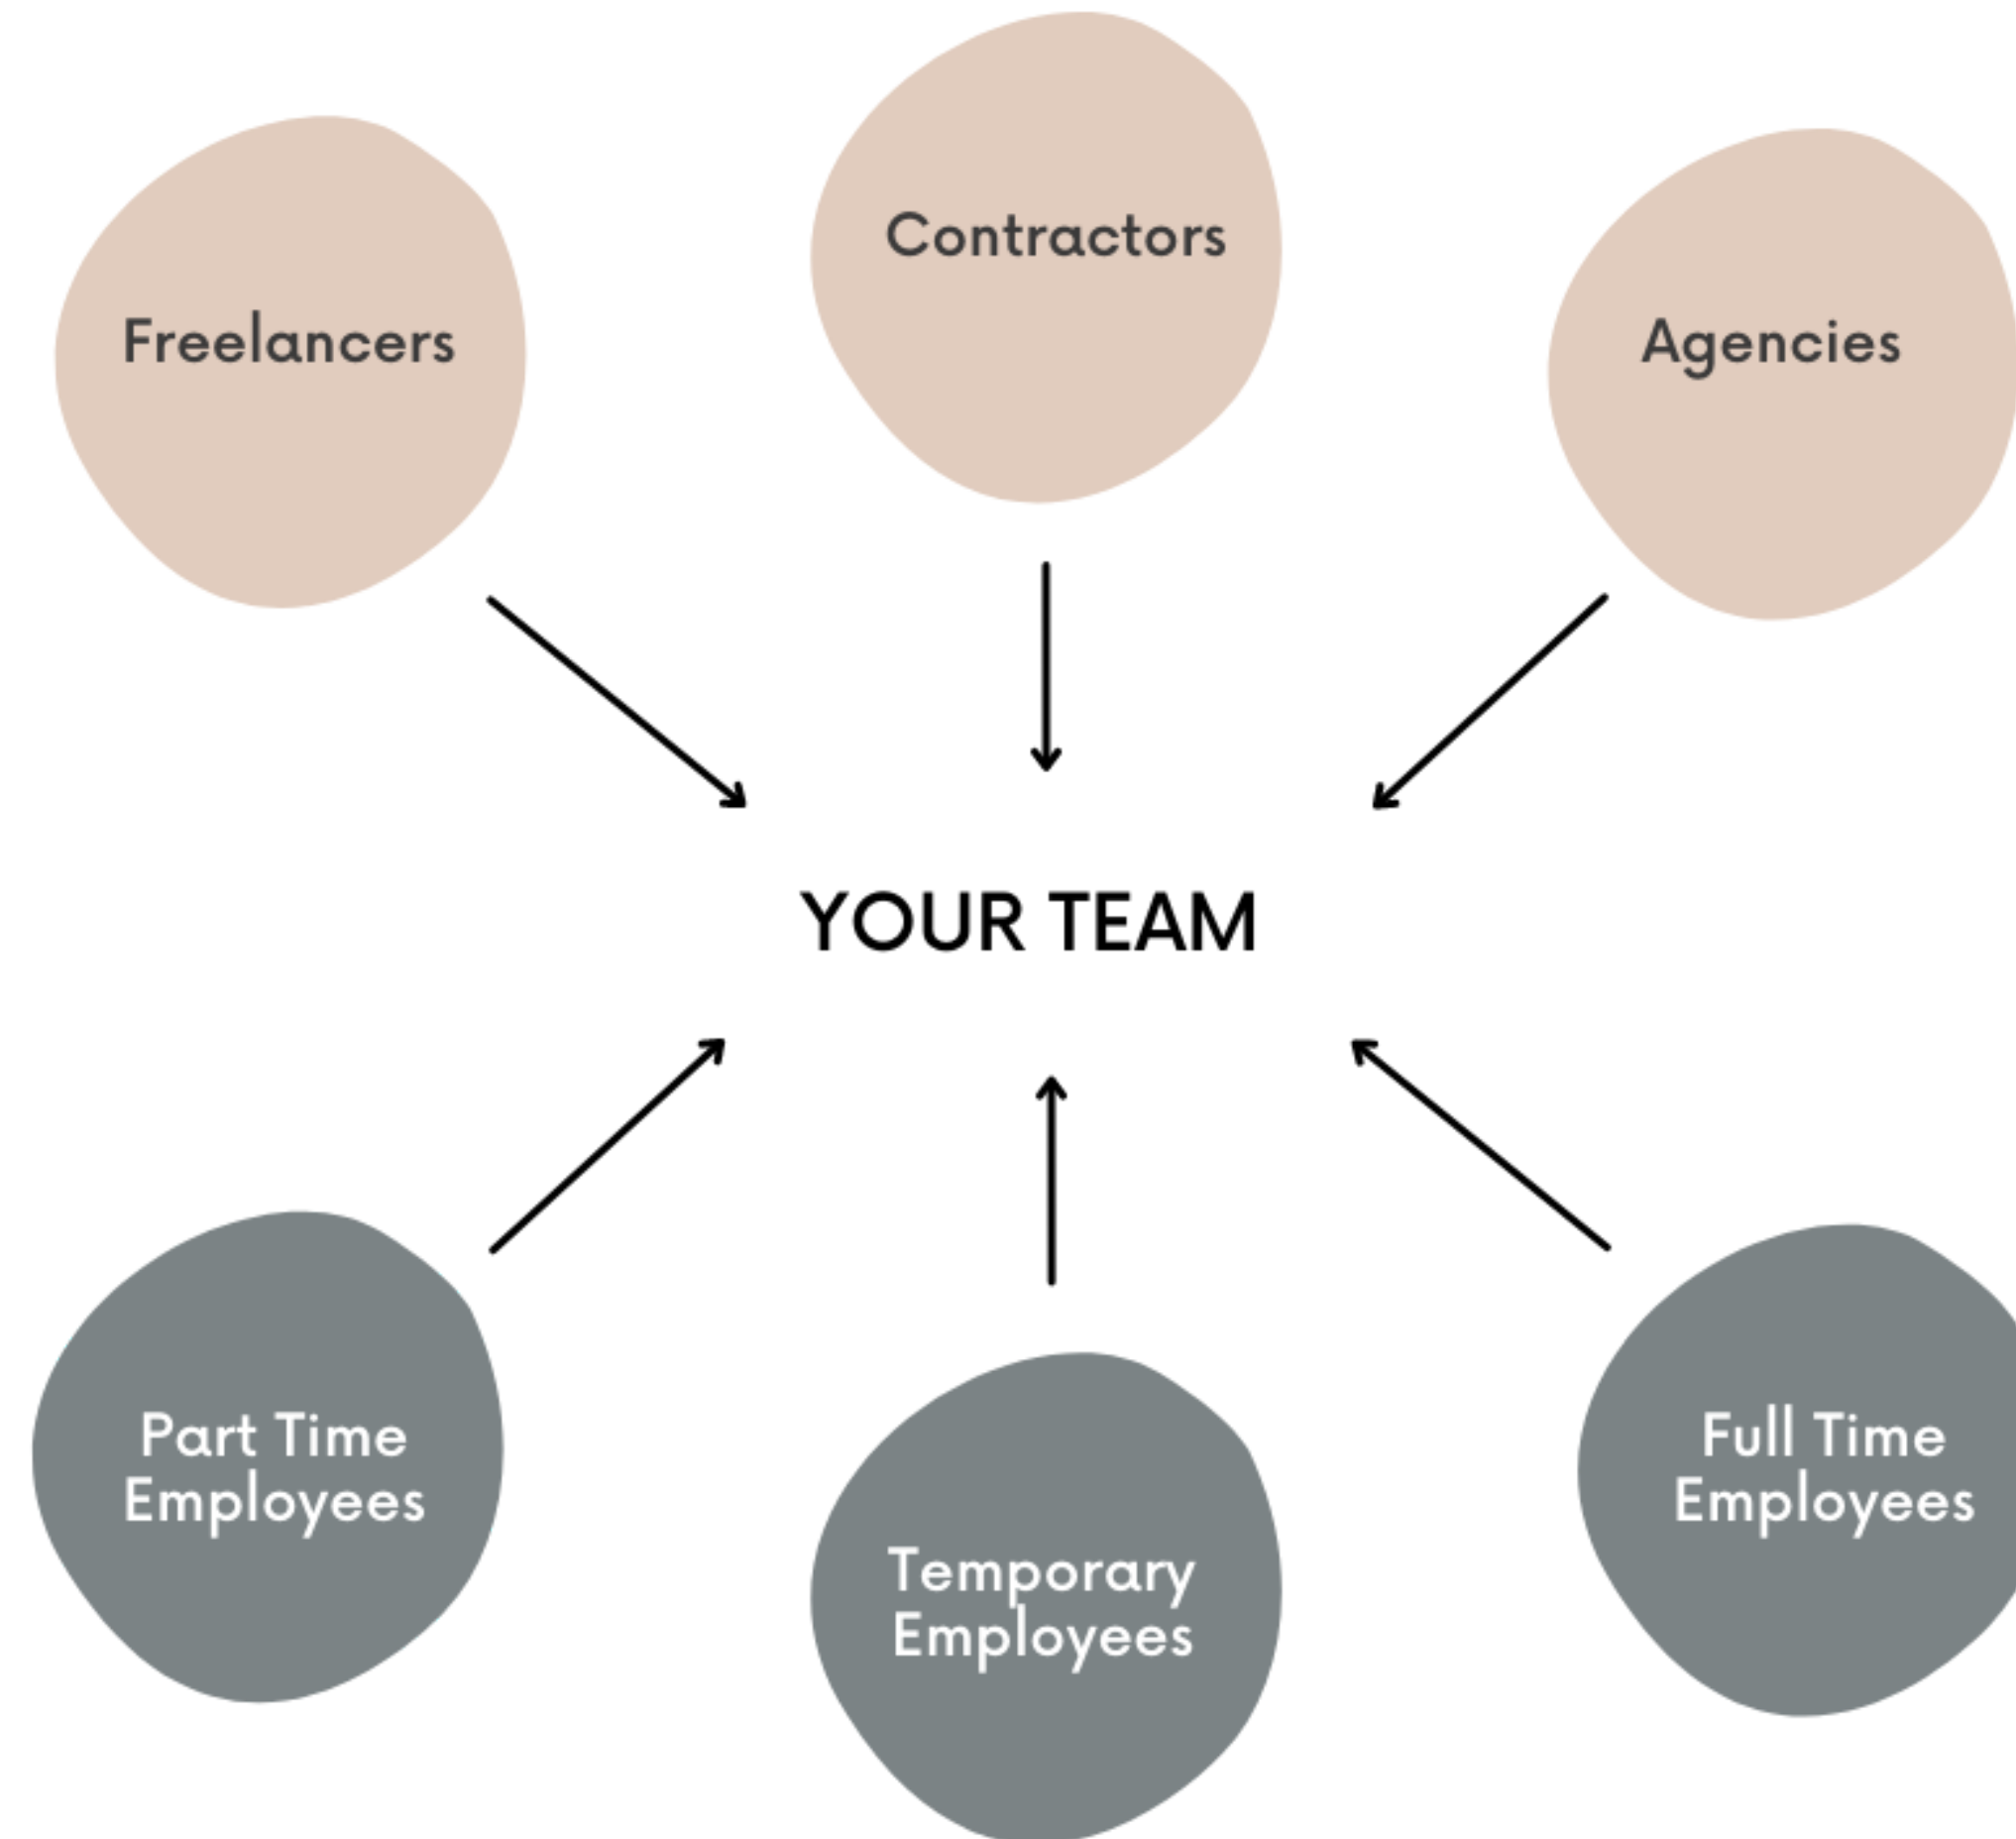 Contractors
Freelancers
Agencies
YOUR TEAM
Part Time
Employees
Temporary
Employees
Full Time
Employees